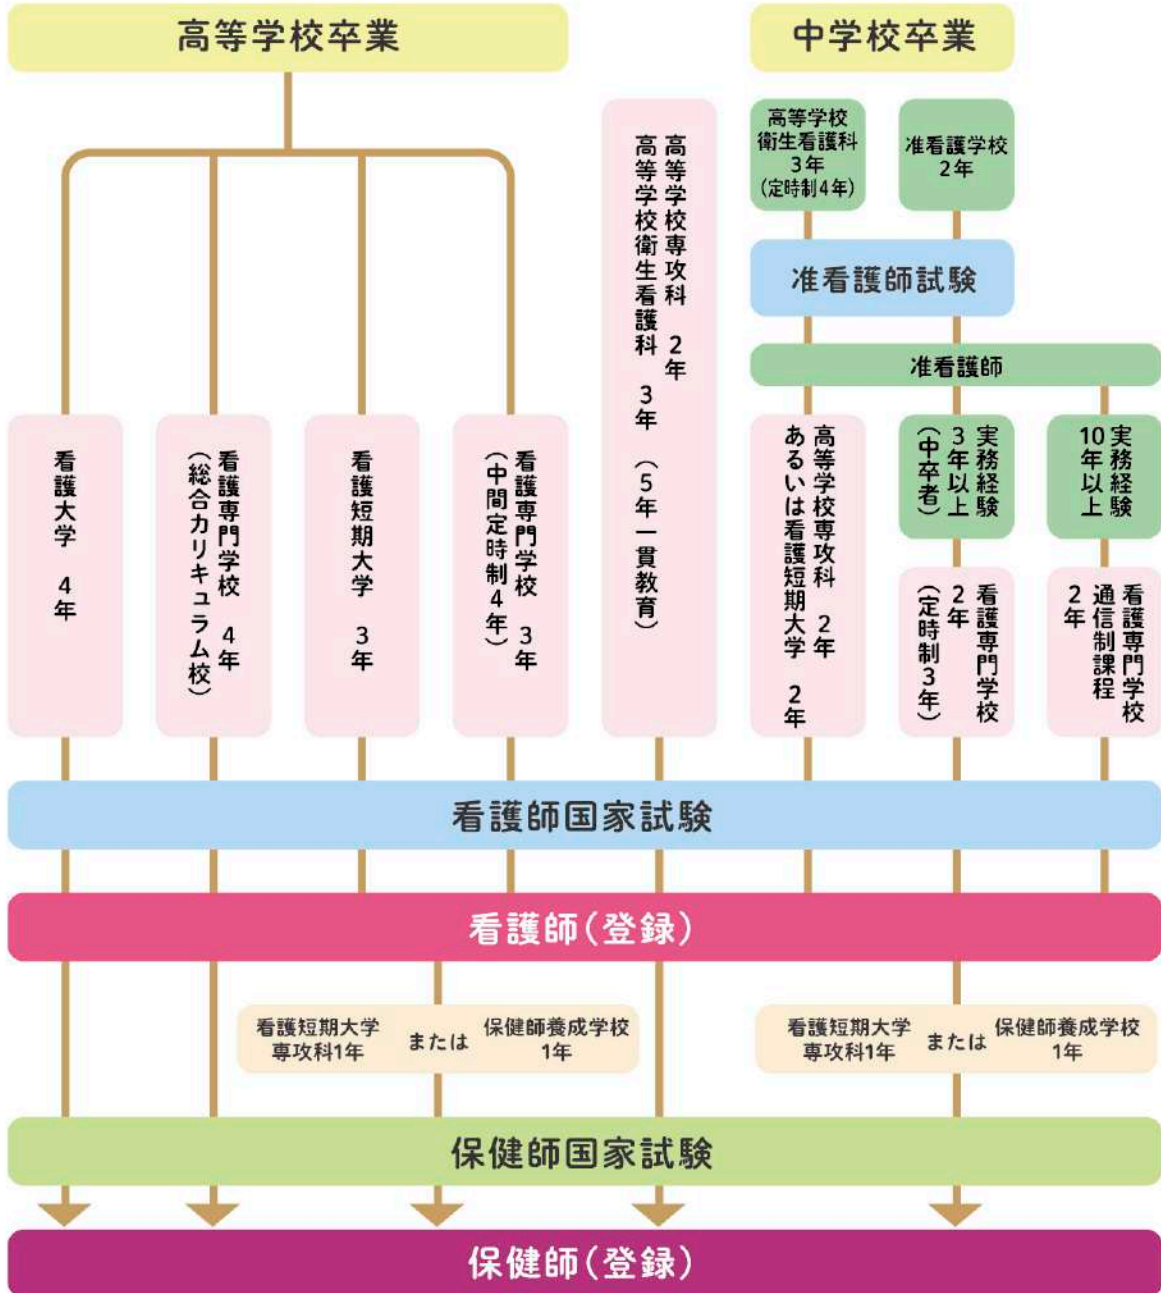 高等学校卒業
中学校卒業
高等学校
衛生看護科
3年
(定時制4年)
准看護学校
2年
准看護師試験
准看護師
看護大学 4年
看護専門学校 4年
(総合カリキュラム校)
看護短期大学 3年
看護専門学校 3年
(中間定時制4年)
高等学校専攻科 2年
高等学校衛生看護科 3年 (5年一貫教育)
高等学校専攻科 2年
あるいは看護短期大学 2年
実務経験
3年以上
(中卒者)
実務経験
10年以上
看護専門学校
2年
(定時制3年)
看護専門学校
通信制課程
2年
看護師国家試験
看護師(登録)
看護短期大学
専攻科1年
または
保健師養成学校
1年
看護短期大学
専攻科1年
または
保健師養成学校
1年
保健師国家試験
保健師(登録)